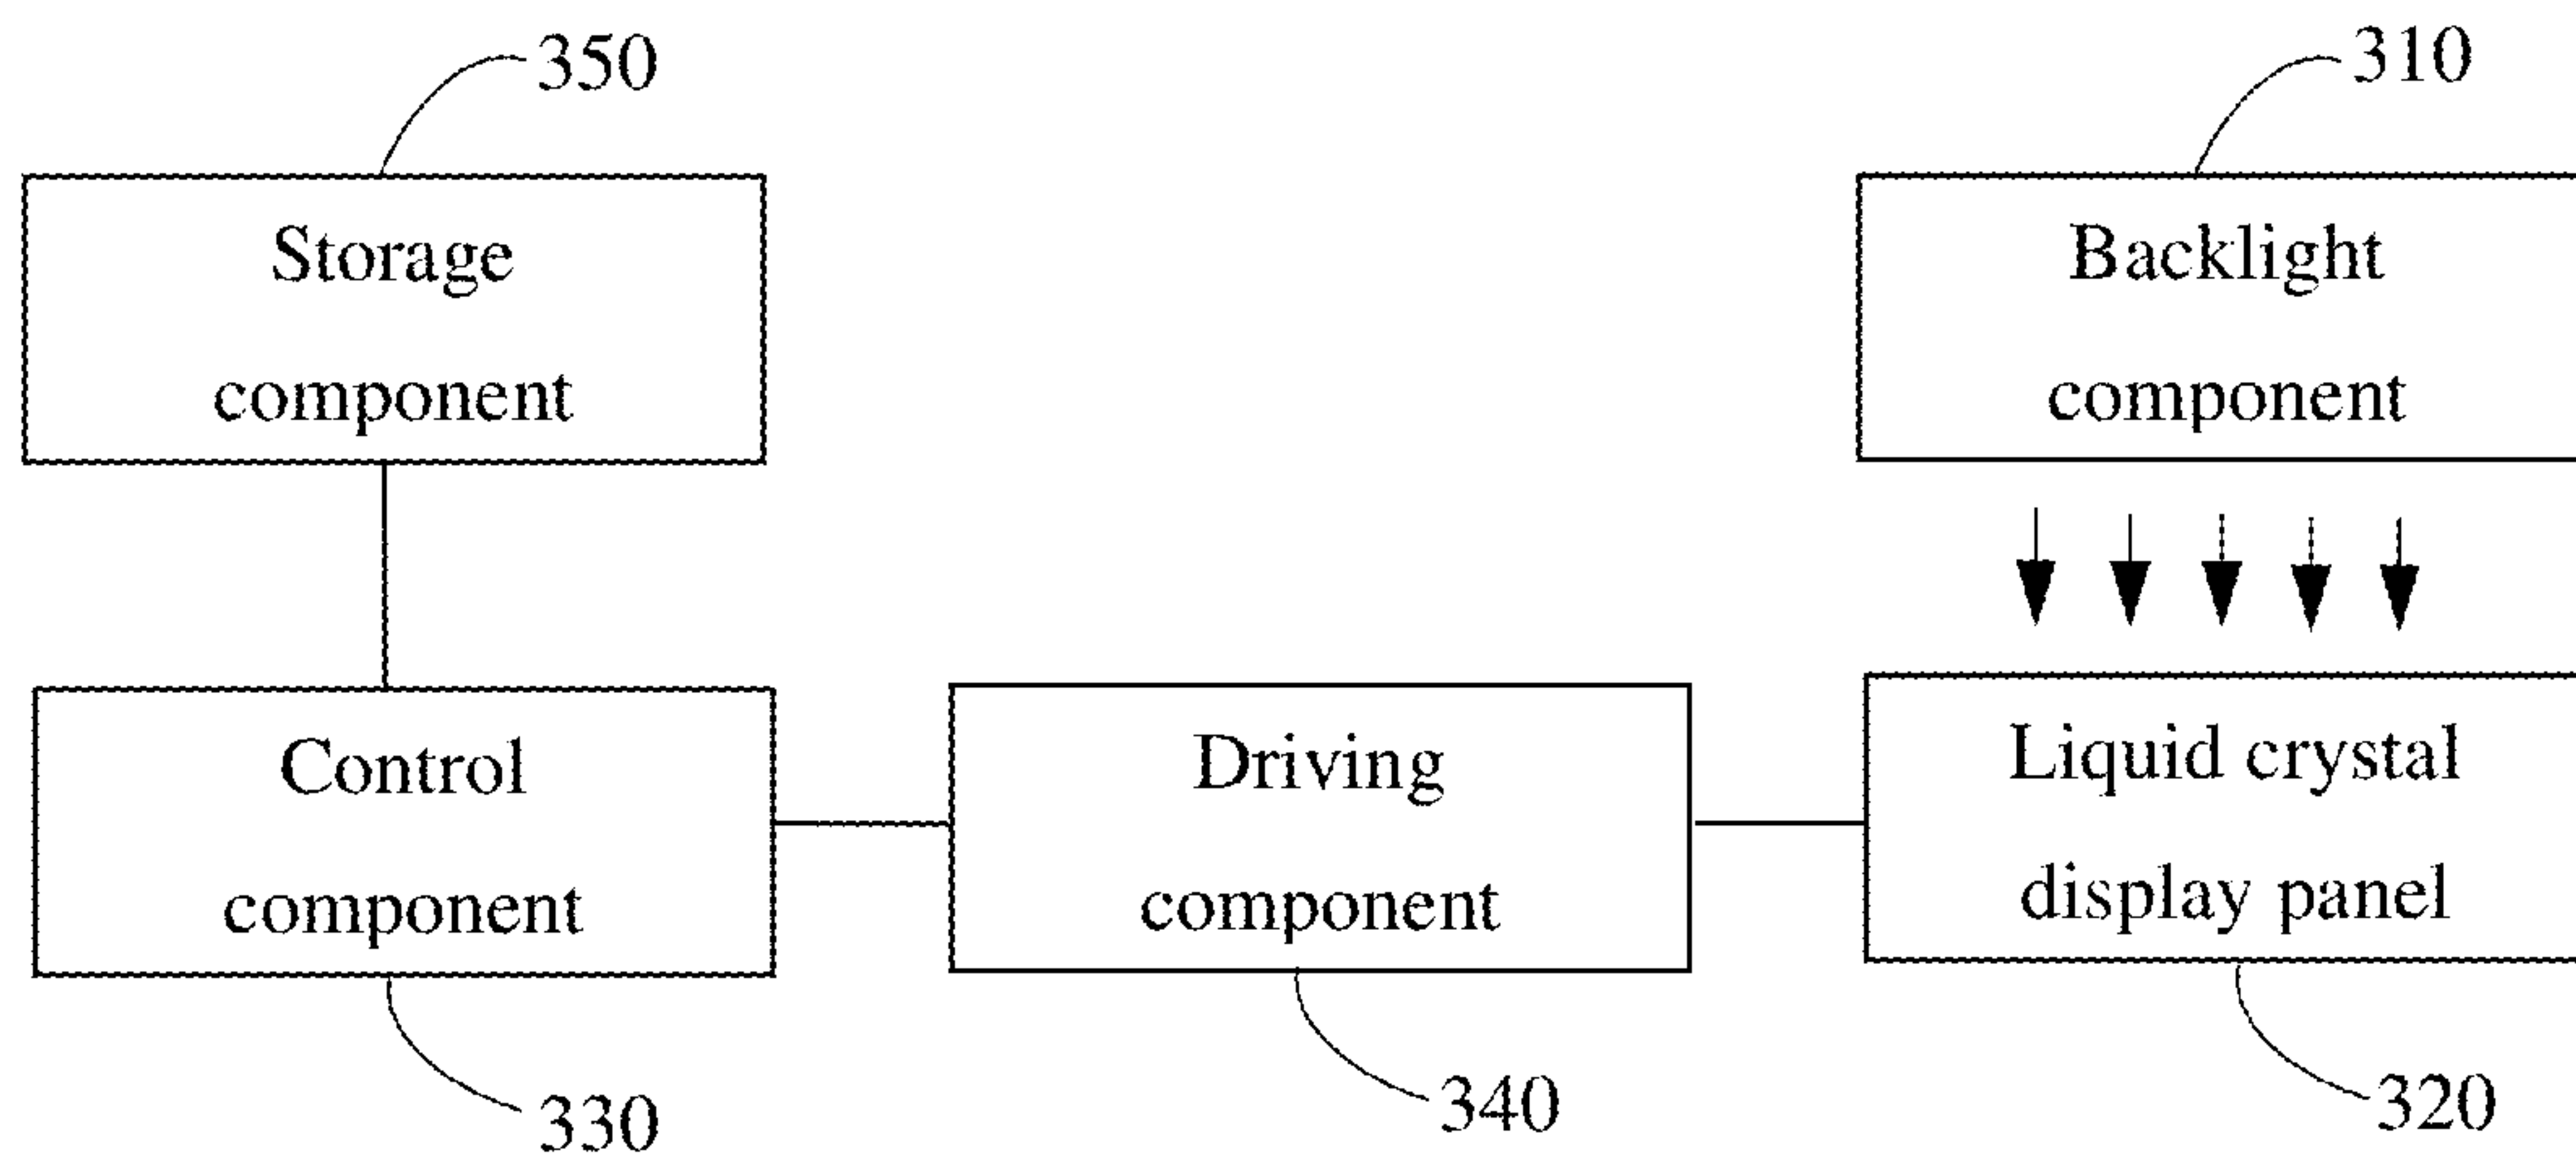 350
310
Storage
component
Backlight
component
Control
component
Driving
component
Liquid crystal
display panel
330
340
320